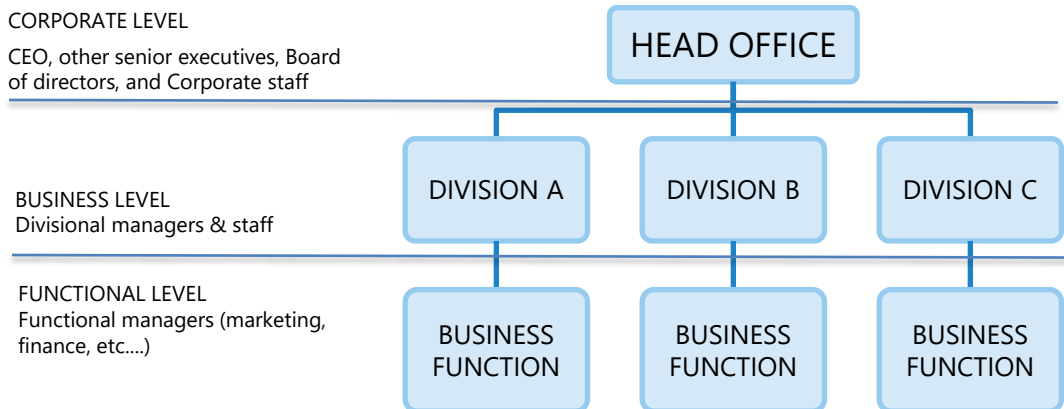 CORPORATE LEVEL
CEO, other senior executives, Board
of directors, and Corporate staff
HEAD OFFICE
BUSINESS LEVEL
Divisional managers & staff
DIVISION A
DIVISION B
DIVISION C
FUNCTIONAL LEVEL
Functional managers (marketing,
finance, etc....)
BUSINESS
FUNCTION
BUSINESS
FUNCTION
BUSINESS
FUNCTION